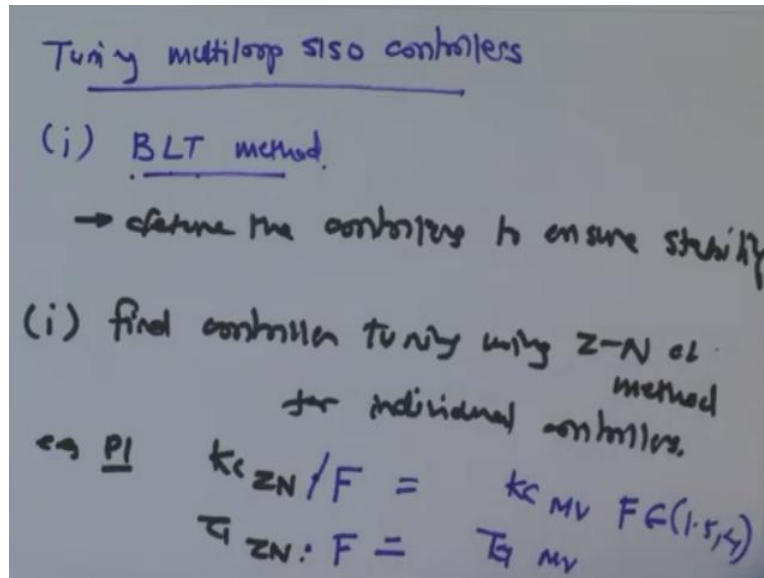 Tuning multiloop SISO controllers
(i) BLT method.
→ detune the controllers to ensure stability
(i) find controller tuning using Z-N CL
method
for individual controllers.
eg PI KC ZN / F = KC MV F∈(1.5,4)
τI ZN · F = τI MV